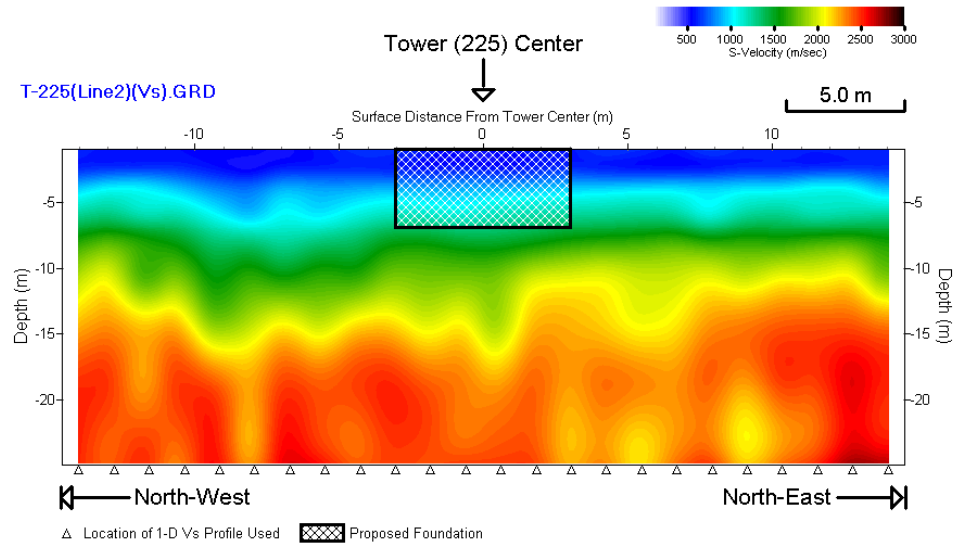 500 1000 1500 2000 2500 3000
S-Velocity (m/sec)
Tower (225) Center
T-225(Line2)(Vs).GRD
5.0 m
Surface Distance From Tower Center (m)
-10 -5 0 5 10
-5 -5
-10 -10
Depth (m) Depth (m)
-15 -15
-20 -20
North-West North-East
Location of 1-D Vs Profile Used Proposed Foundation